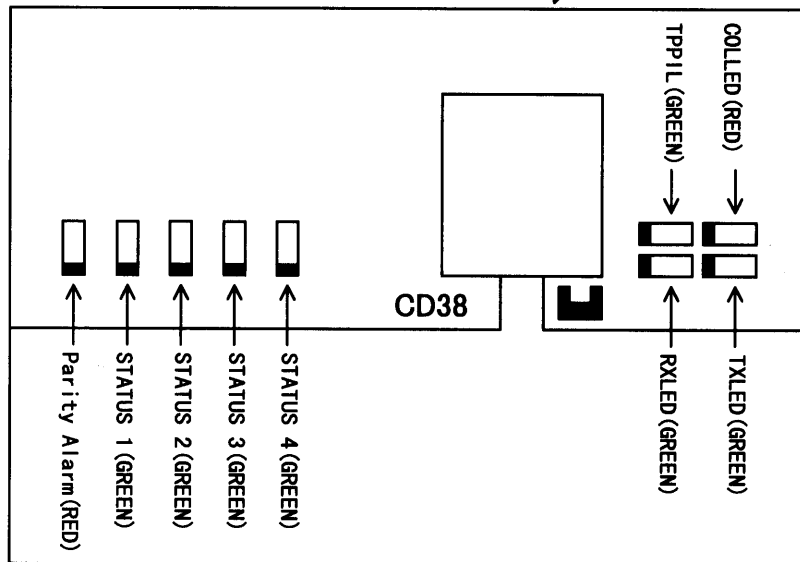 TPPIL(GREEN)
COLLED(RED)
CD38
Parity Alarm(RED)
STATUS 1(GREEN)
STATUS 2(GREEN)
STATUS 3(GREEN)
STATUS 4(GREEN)
RXLED(GREEN)
TXLED(GREEN)